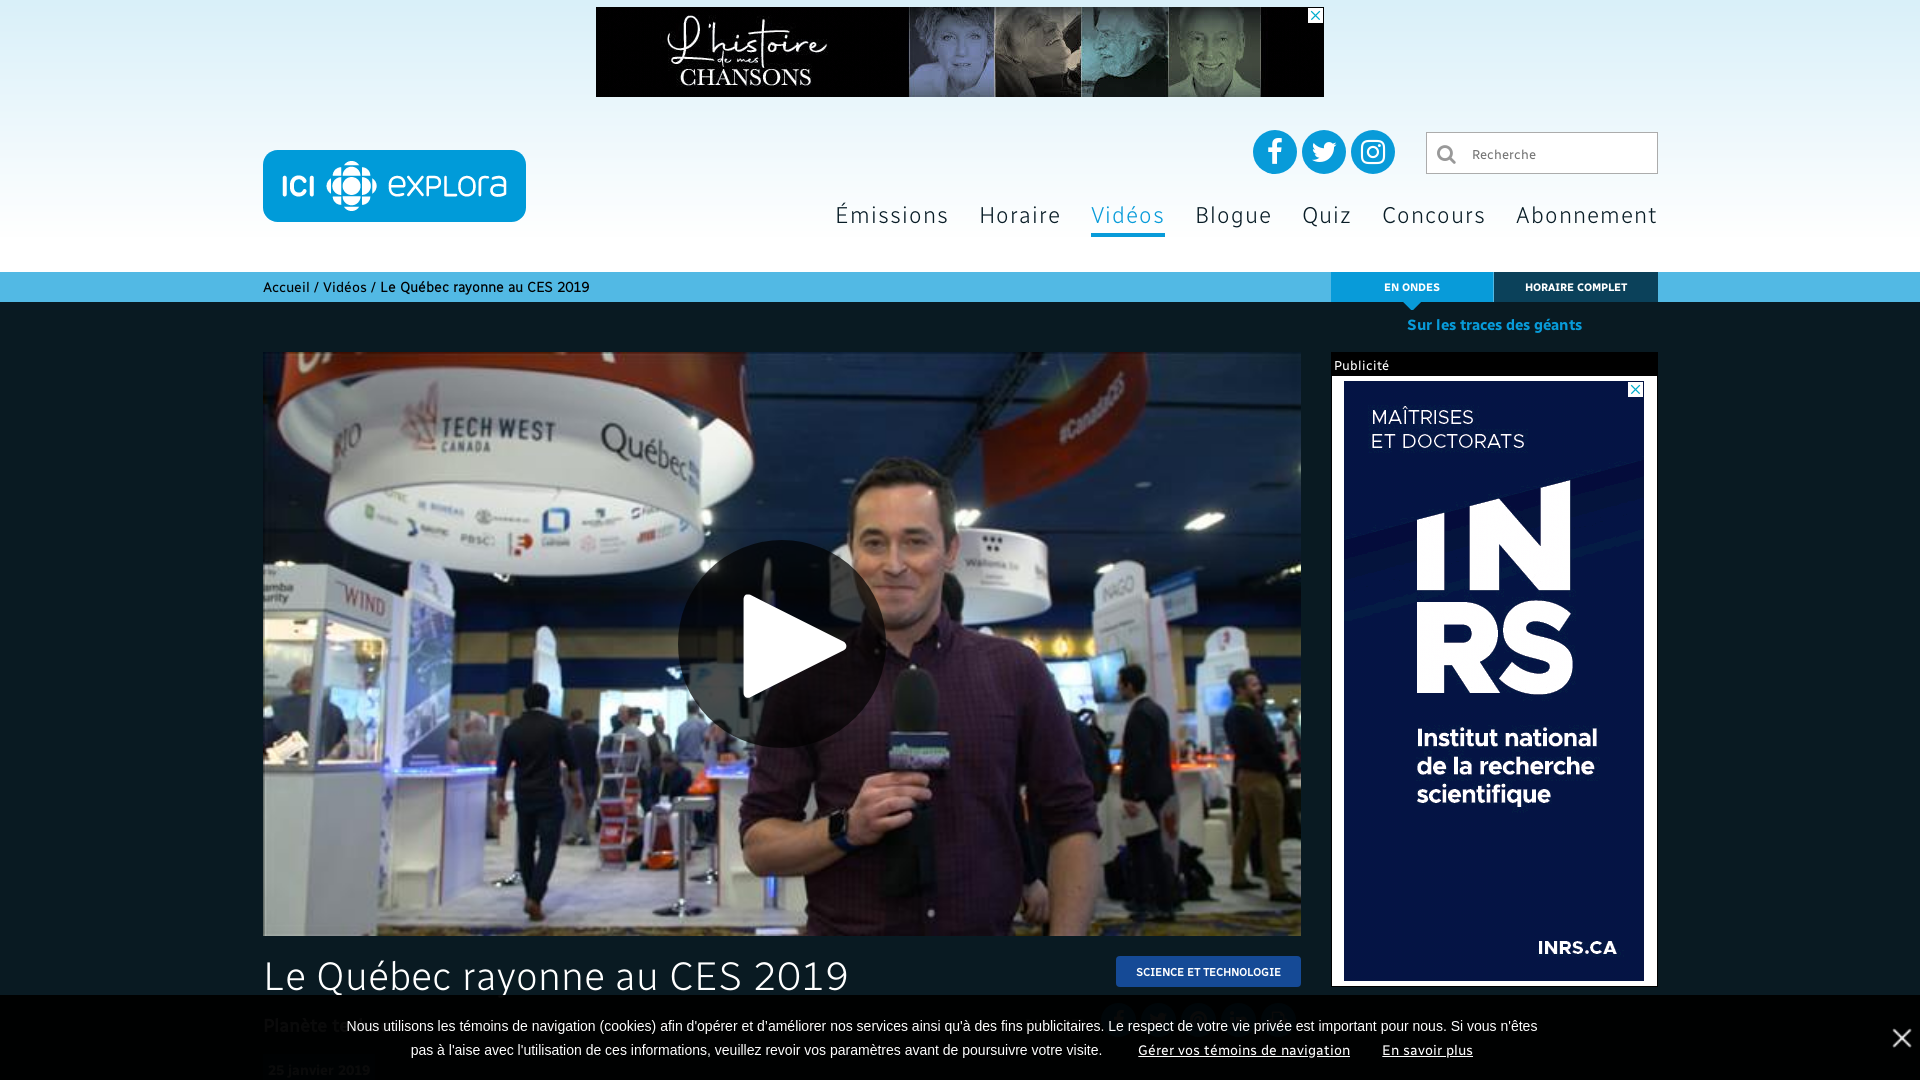 L'histoire
de mes
CHANSONS
ICI explora
Recherche
Émissions Horaire Vidéos Blogue Quiz Concours Abonnement
Accueil / Vidéos / Le Québec rayonne au CES 2019
EN ONDES
HORAIRE COMPLET
Sur les traces des géants
Publicité
TECH WEST
CANADA
Québec
#CanadaCES
WIND
INAGO
PBSC
MAÎTRISES
ET DOCTORATS
INRS
Institut national
de la recherche
scientifique
INRS.CA
Le Québec rayonne au CES 2019
SCIENCE ET TECHNOLOGIE
Nous utilisons les témoins de navigation (cookies) afin d'opérer et d’améliorer nos services ainsi qu'à des fins publicitaires. Le respect de votre vie privée est important pour nous. Si vous n'êtes
pas à l'aise avec l'utilisation de ces informations, veuillez revoir vos paramètres avant de poursuivre votre visite. Gérer vos témoins de navigation En savoir plus
25 janvier 2019